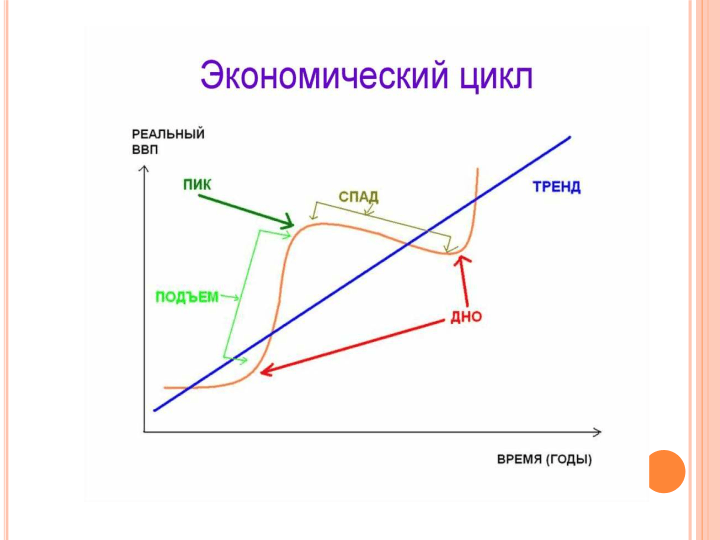 Экономический цикл
РЕАЛЬНЫЙ
ВВП
ПИК
СПАД
ТРЕНД
ПОДЪЕМ
ДНО
ВРЕМЯ (ГОДЫ)